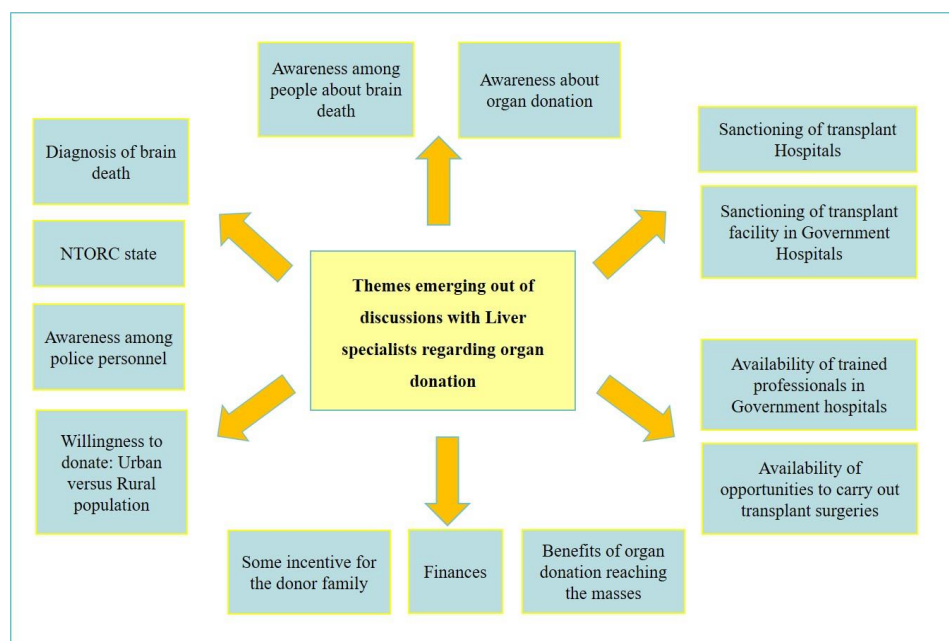 Awareness among
people about brain
death
Awareness about
organ donation
Sanctioning of transplant
Hospitals
Sanctioning of transplant
facility in Government
Hospitals
Diagnosis of brain
death
NTORC state
Awareness among
police personnel
Willingness to
donate: Urban
versus Rural
population
Themes emerging out of
discussions with Liver
specialists regarding organ
donation
Availability of trained
professionals in
Government hospitals
Availability of
opportunities to carry out
transplant surgeries
Some incentive for
the donor family
Finances
Benefits of organ
donation reaching
the masses